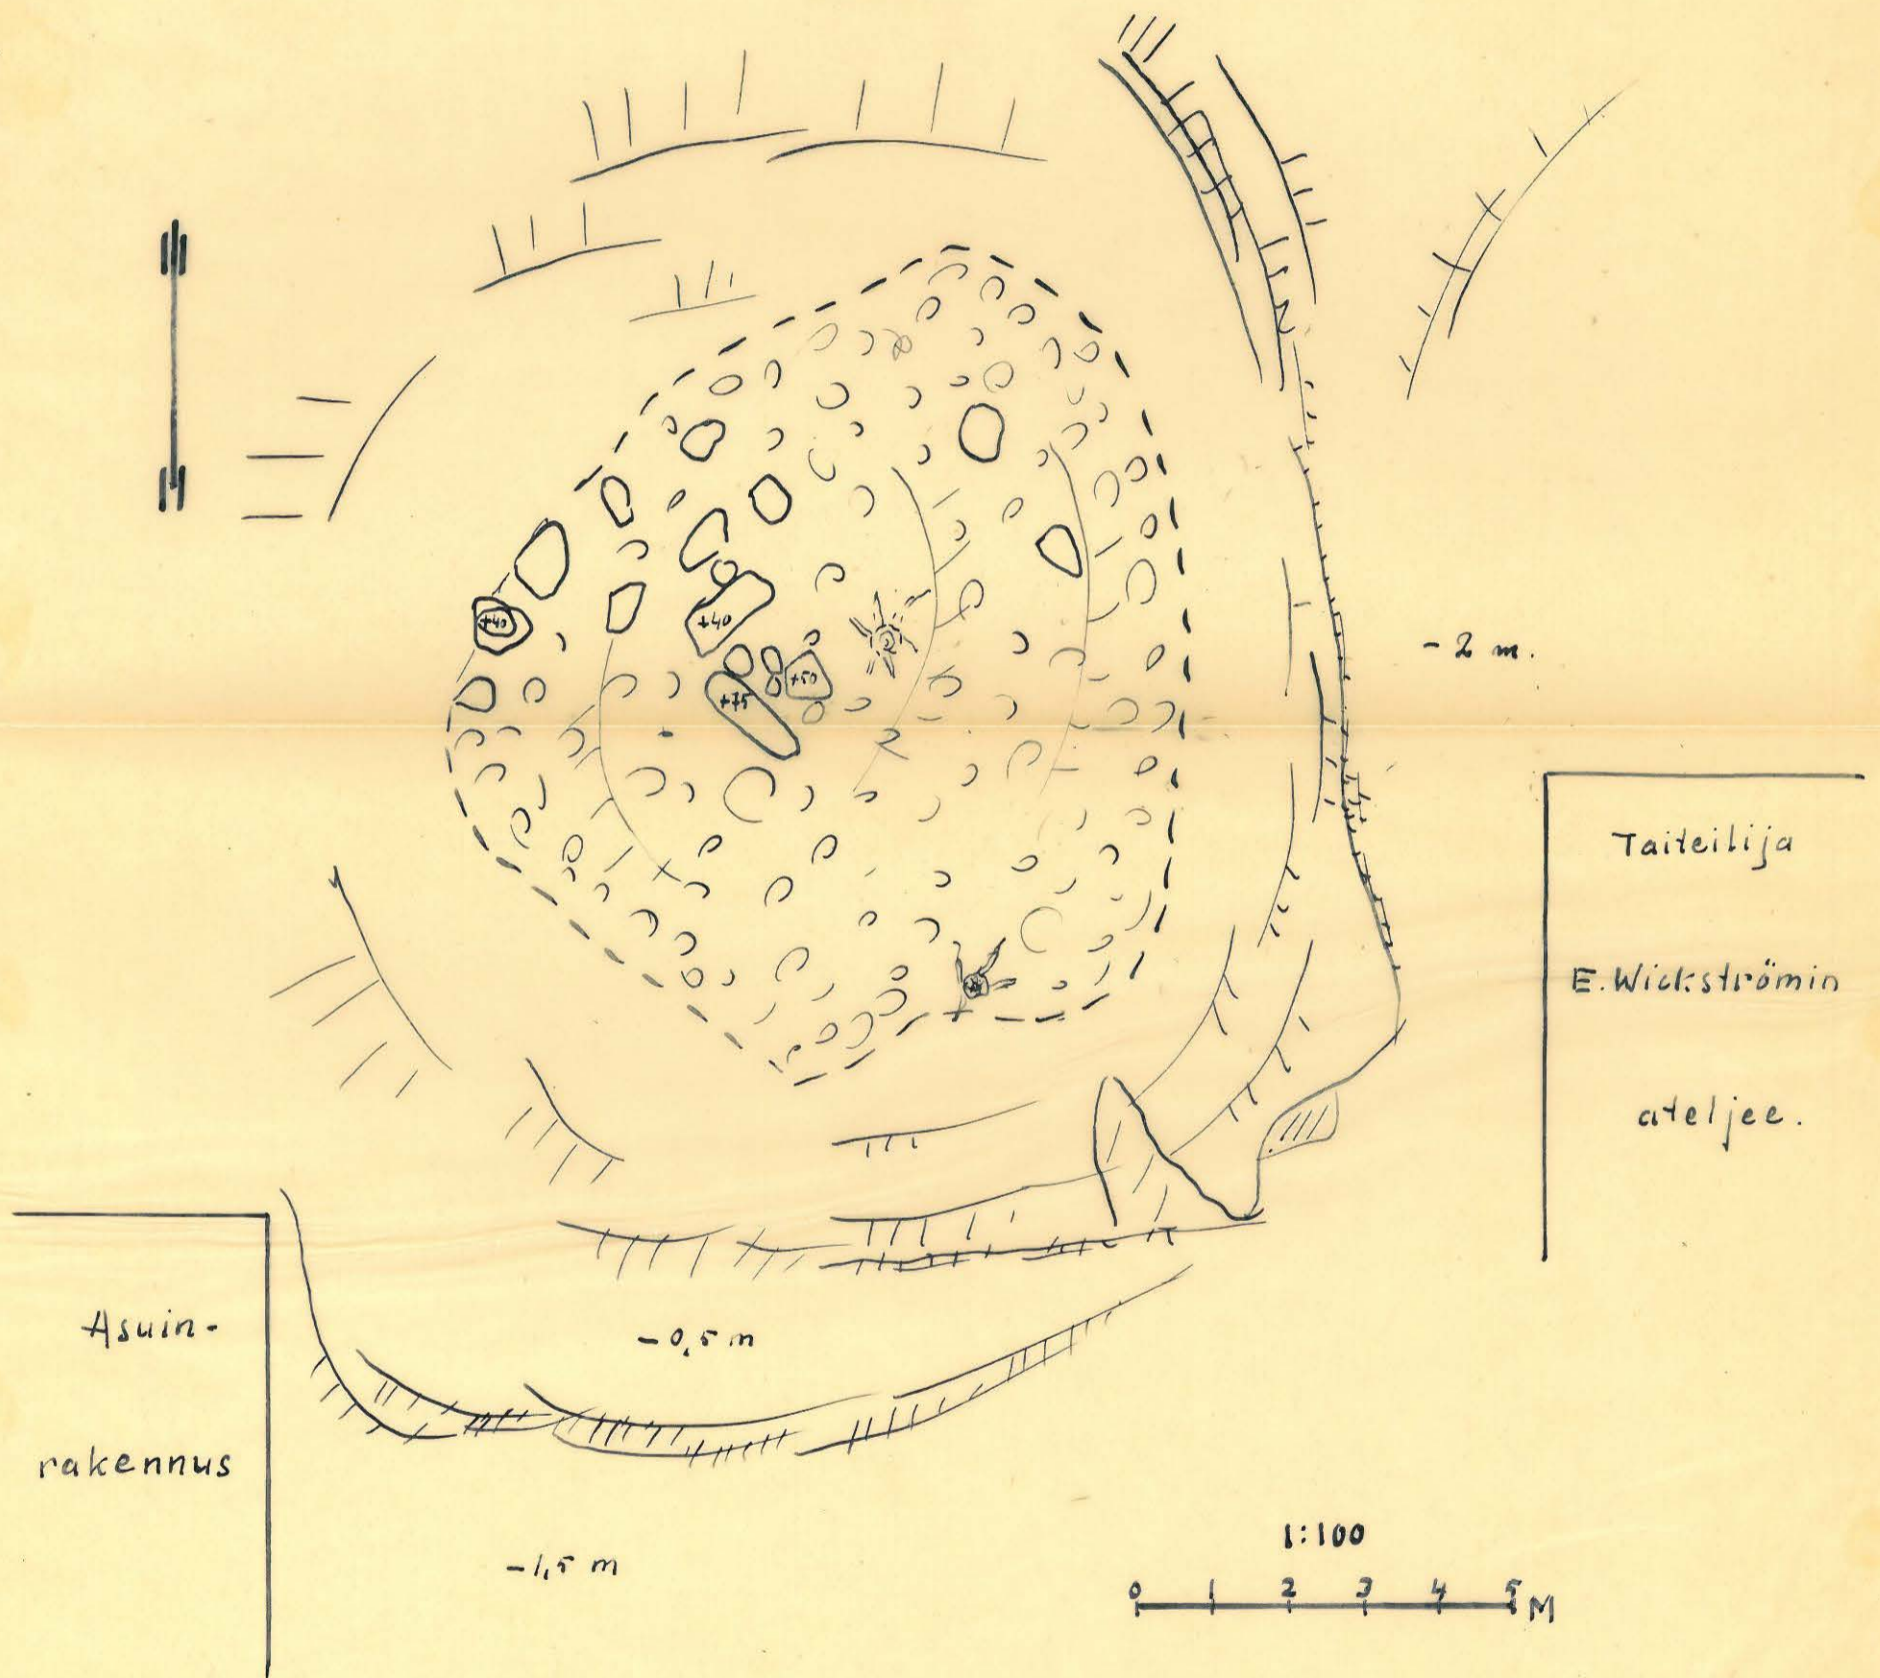 +40
+40
+50
+75
- 2 m.
Taiteilija
E. Wickströmin
ateljee.
Asuin-
rakennus
-0,5 m
-1,5 m
1:100
0 1 2 3 4 5 M